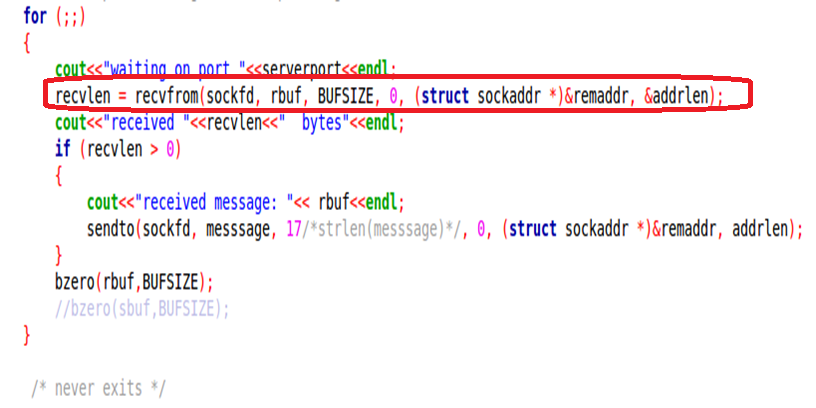 for (;;)
{
cout<<"waiting on port "<<serverport<<endl;
recvlen = recvfrom(sockfd, rbuf, BUFSIZE, 0, (struct sockaddr *)&remaddr, &addrlen);
cout<<"received "<<recvlen<<"  bytes"<<endl;
if (recvlen > 0)
{
cout<<"received message: "<< rbuf<<endl;
sendto(sockfd, messsage, 17/*strlen(messsage)*/, 0, (struct sockaddr *)&remaddr, addrlen);
}
bzero(rbuf,BUFSIZE);
//bzero(sbuf,BUFSIZE);
}
/* never exits */